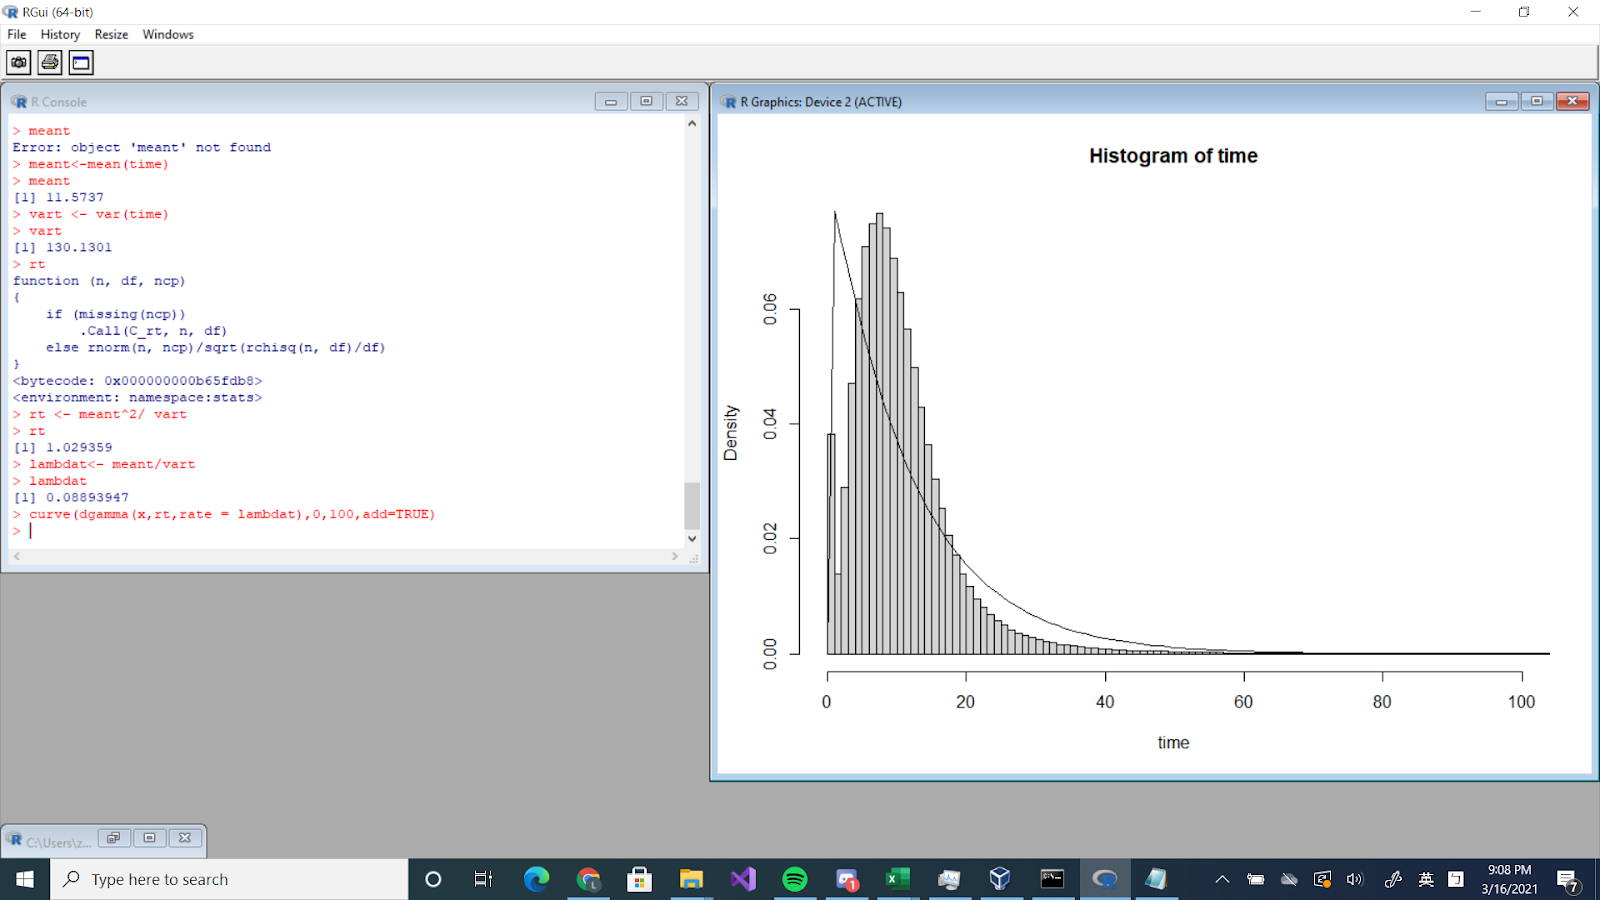 RGui (64-bit)
File History Resize Windows
R Console
> meant
Error: object 'meant' not found
> meant<-mean(time)
> meant
[1] 11.5737
> vart <- var(time)
> vart
[1] 130.1301
> rt
function (n, df, ncp)
{
    if (missing(ncp))
        .Call(C_rt, n, df)
    else rnorm(n, ncp)/sqrt(rchisq(n, df)/df)
}
<bytecode: 0x000000000b65fdb8>
<environment: namespace:stats>
> rt <- meant^2/ vart
> rt
[1] 1.029359
> lambdat<- meant/vart
> lambdat
[1] 0.08893947
> curve(dgamma(x,rt,rate = lambdat),0,100,add=TRUE)
>
R Graphics: Device 2 (ACTIVE)
Histogram of time
Density
0.06
0.04
0.02
0.00
0 20 40 60 80 100
time
C:\Users\z...
Type here to search
1
L
英
9:08 PM
3/16/2021
7